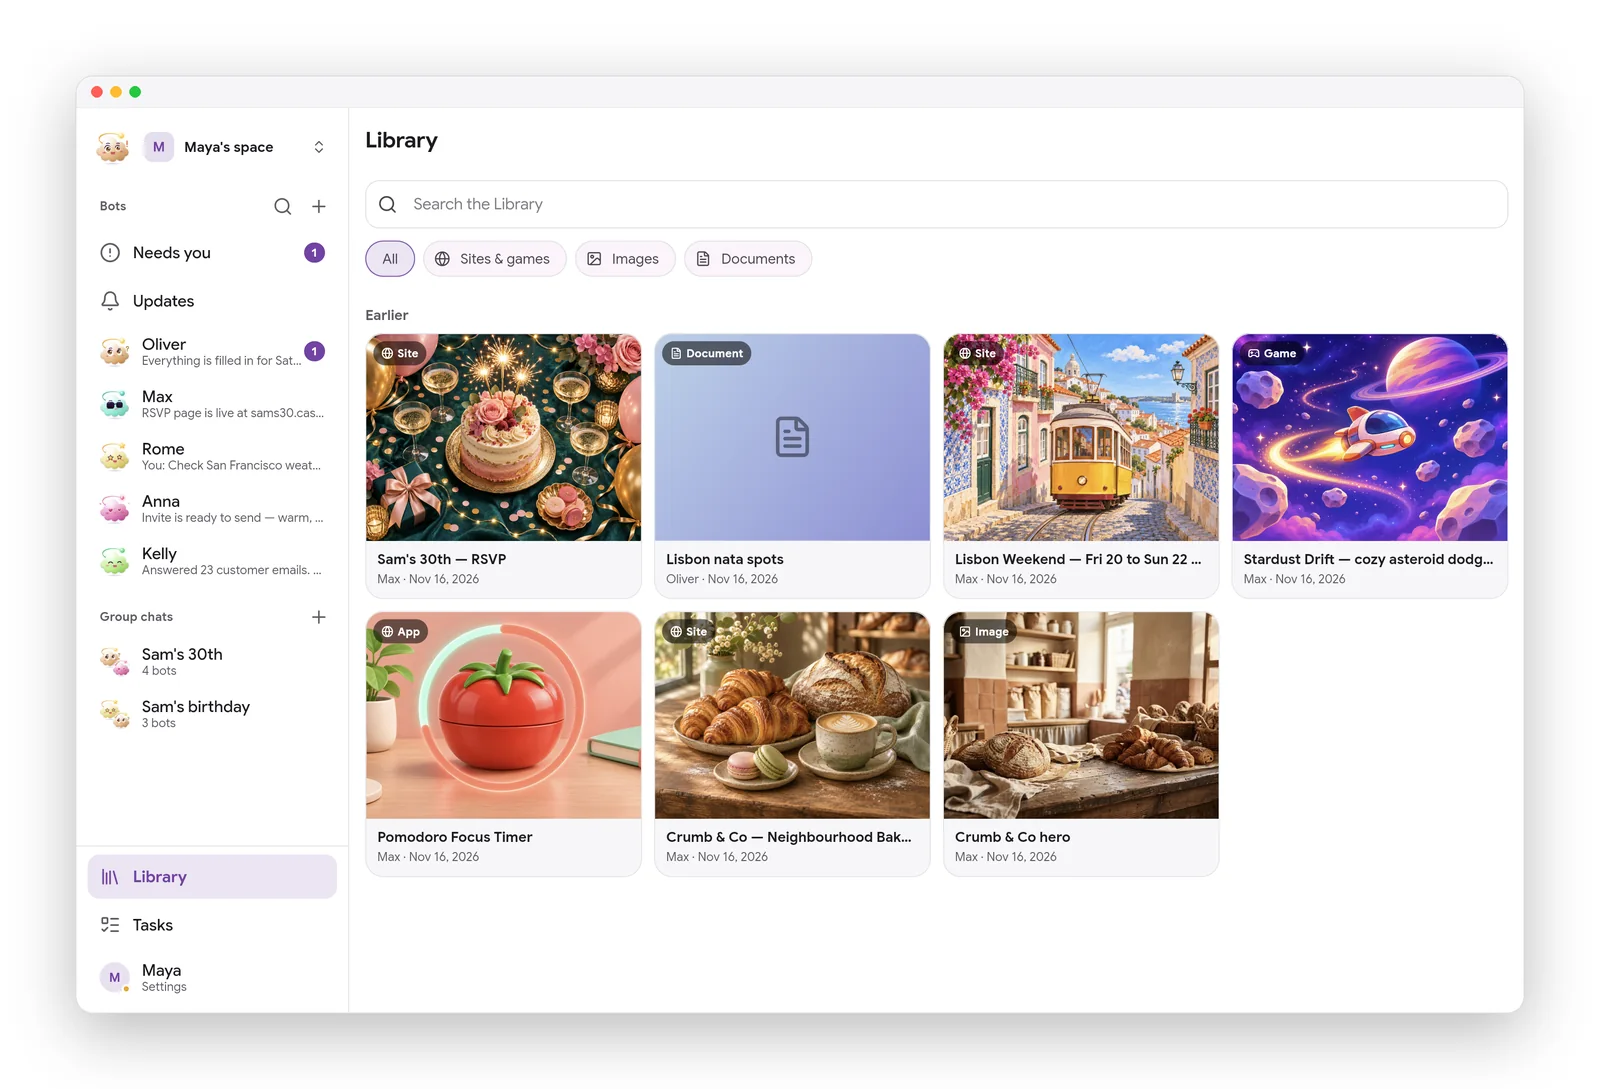 M
Maya's space
Bots
Needs you
1
Updates
Oliver
Everything is filled in for Sat...
1
Max
RSVP page is live at sams30.cas...
Rome
You: Check San Francisco weat...
Anna
Invite is ready to send — warm, ...
Kelly
Answered 23 customer emails. ...
Group chats
Sam's 30th
4 bots
Sam's birthday
3 bots
Library
Tasks
M
Maya
Settings
Library
Search the Library
All
Sites & games
Images
Documents
Earlier
Site
Sam's 30th — RSVP
Max · Nov 16, 2026
Document
Lisbon nata spots
Oliver · Nov 16, 2026
Site
Lisbon Weekend — Fri 20 to Sun 22 ...
Max · Nov 16, 2026
Game
Stardust Drift — cozy asteroid dodg...
Max · Nov 16, 2026
App
Pomodoro Focus Timer
Max · Nov 16, 2026
Site
Crumb & Co — Neighbourhood Bak...
Max · Nov 16, 2026
Image
Crumb & Co hero
Max · Nov 16, 2026